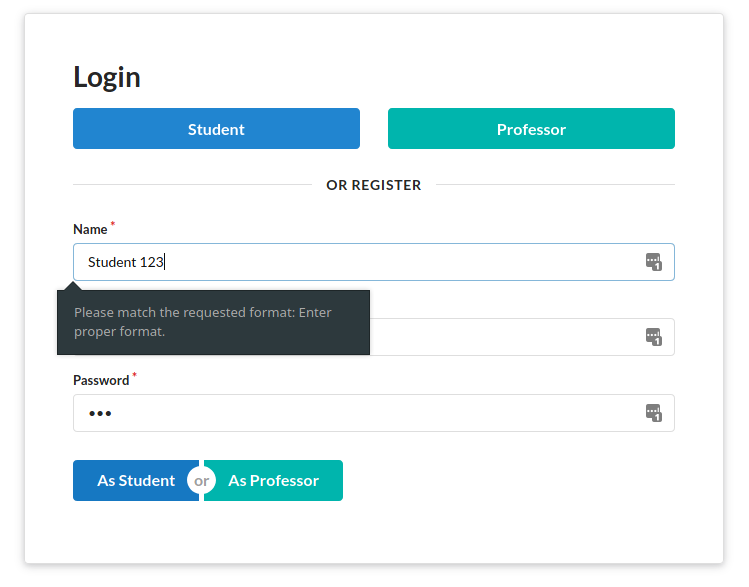 Login
Student
Professor
OR REGISTER
Name *
Student 123
Please match the requested format: Enter
proper format.
Password *
•••
As Student or As Professor